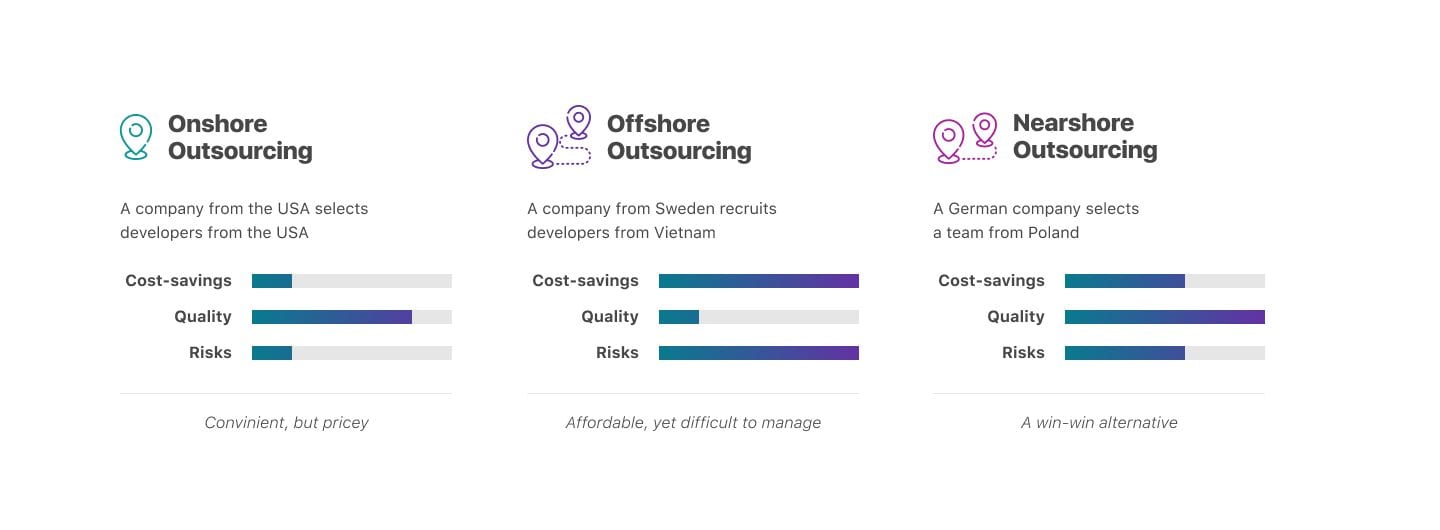 Onshore
Outsourcing
A company from the USA selects
developers from the USA
Cost-savings
Quality
Risks
Convinient, but pricey
Offshore
Outsourcing
A company from Sweden recruits
developers from Vietnam
Cost-savings
Quality
Risks
Affordable, yet difficult to manage
Nearshore
Outsourcing
A German company selects
a team from Poland
Cost-savings
Quality
Risks
A win-win alternative